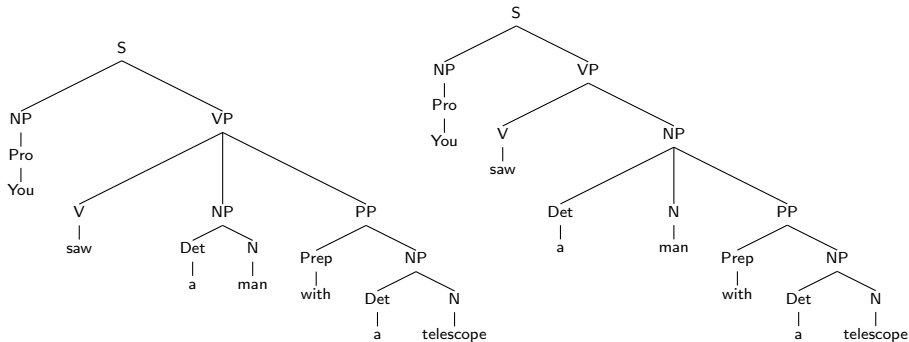 S
NP VP
Pro
You
V NP PP
saw Det N Prep NP
a man with Det N
a telescope
S
NP VP
Pro
You V NP
saw
Det N PP
a man Prep NP
with Det N
a telescope